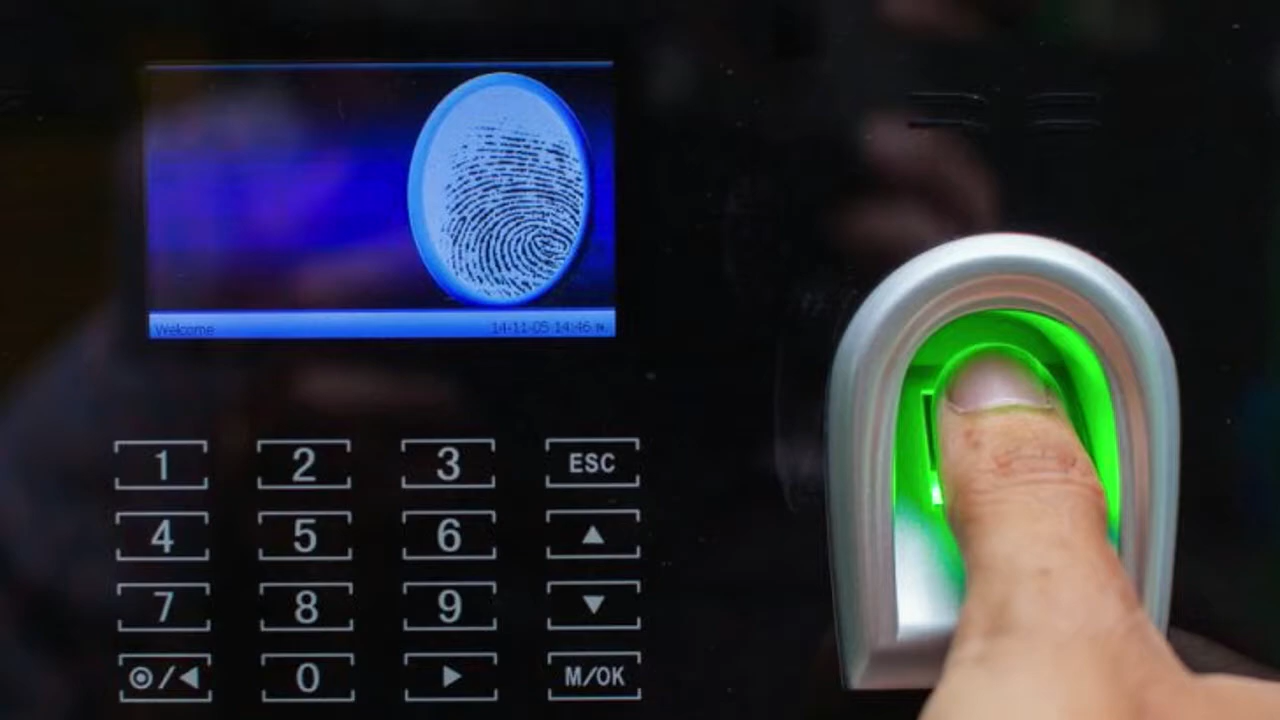 Welcome 14-11-05 14:46
1 2 3 ESC
4 5 6 ▲
7 8 9 ▼
◎/◀ 0 ▶ M/OK